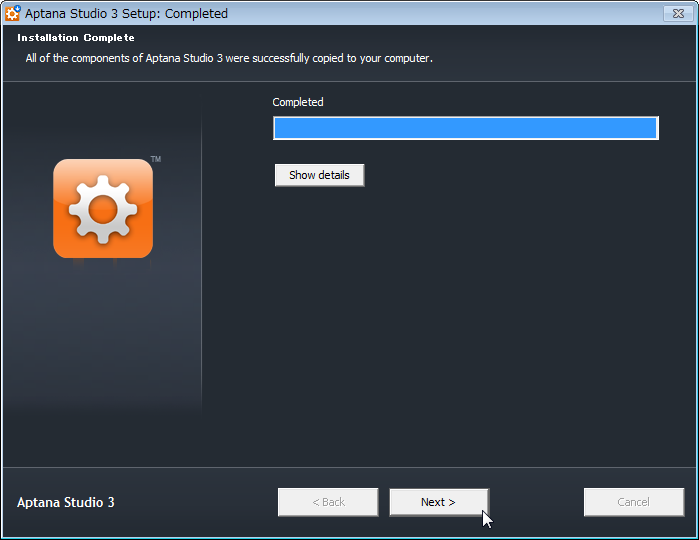 Aptana Studio 3 Setup: Completed
Installation Complete
All of the components of Aptana Studio 3 were successfully copied to your computer.
Completed
Show details
TM
Aptana Studio 3
< Back
Next >
Cancel